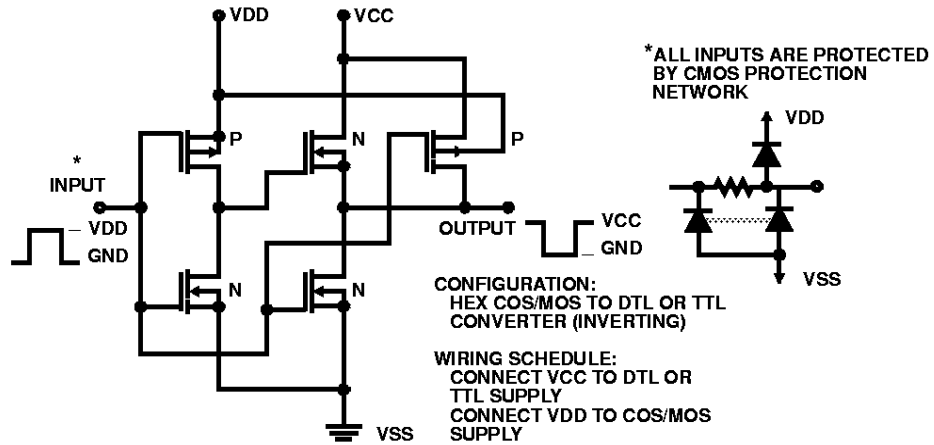 VDD
VCC
*ALL INPUTS ARE PROTECTED
BY CMOS PROTECTION
NETWORK
VDD
P
N
P
*
INPUT
VDD
GND
OUTPUT
VCC
GND
N
N
VSS
CONFIGURATION:
HEX COS/MOS TO DTL OR TTL
CONVERTER (INVERTING)
WIRING SCHEDULE:
CONNECT VCC TO DTL OR
TTL SUPPLY
CONNECT VDD TO COS/MOS
SUPPLY
VSS